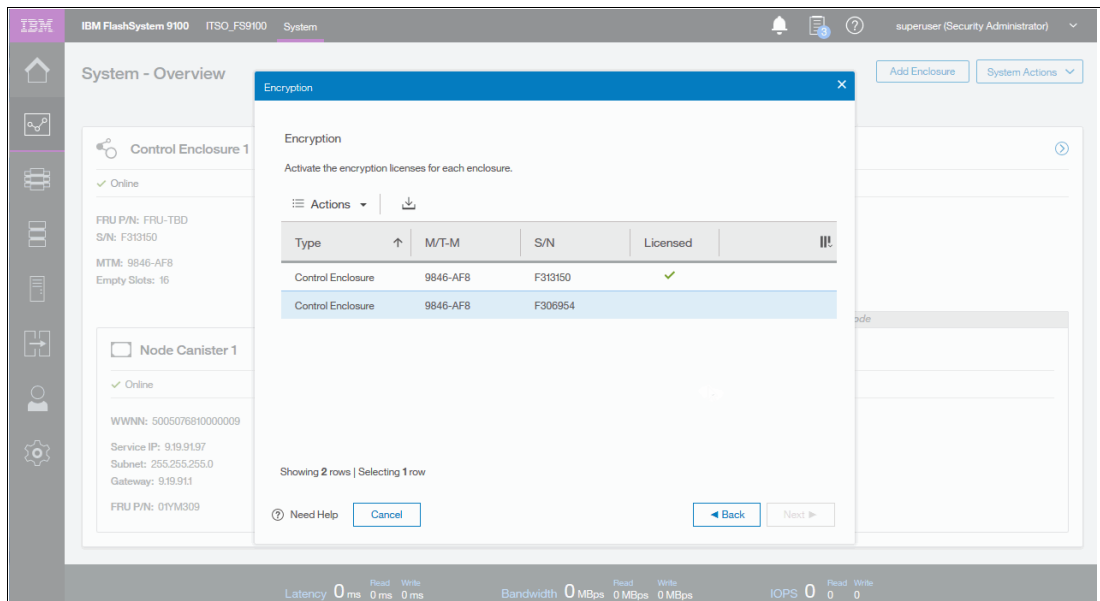 IBM
IBM FlashSystem 9100 ITSO_FS9100 System
3
superuser (Security Administrator)
System - Overview
Add Enclosure
System Actions
Encryption
Control Enclosure 1
Online
FRU P/N: FRU-TBD
S/N: F313150
MTM: 9846-AF8
Empty Slots: 16
Encryption
Activate the encryption licenses for each enclosure.
Actions
Type M/T-M S/N Licensed
Control Enclosure 9846-AF8 F313150
Control Enclosure 9846-AF8 F306954
Node Canister 1
Online
WWNN: 5005076810000009
Service IP: 9.19.91.97
Subnet: 255.255.255.0
Gateway: 9.19.91.1
FRU P/N: 01YM309
Showing 2 rows | Selecting 1 row
Need Help Cancel Back Next
Latency 0 ms Read 0 ms Write 0 ms Bandwidth 0 MBps Read 0 MBps Write 0 MBps IOPS 0 Read 0 Write 0